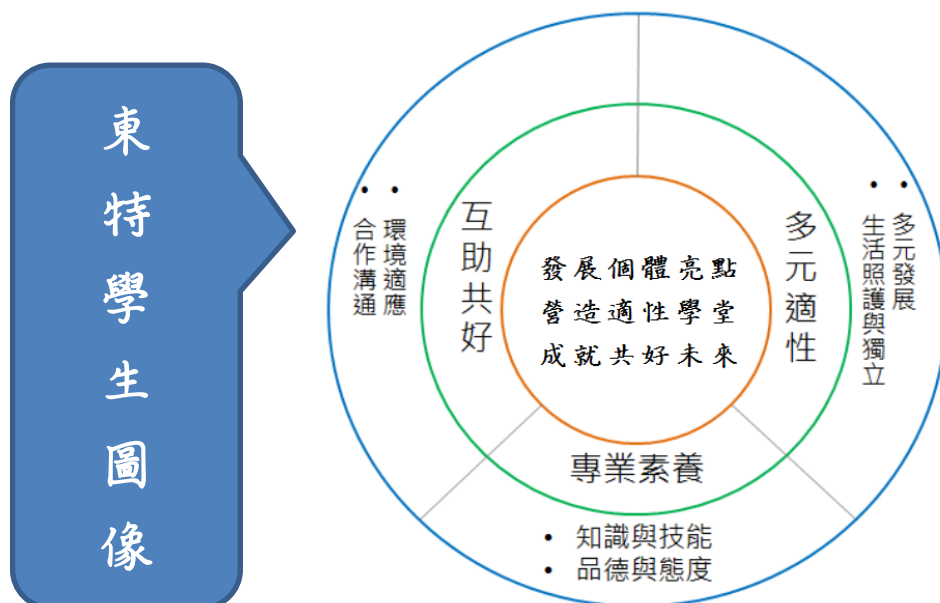 東特學生圖像
發展個體亮點
營造適性學堂
成就共好未來
互助共好
• 環境適應
• 合作溝通
多元適性
• 多元發展
• 生活照護與獨立
專業素養
• 知識與技能
• 品德與態度